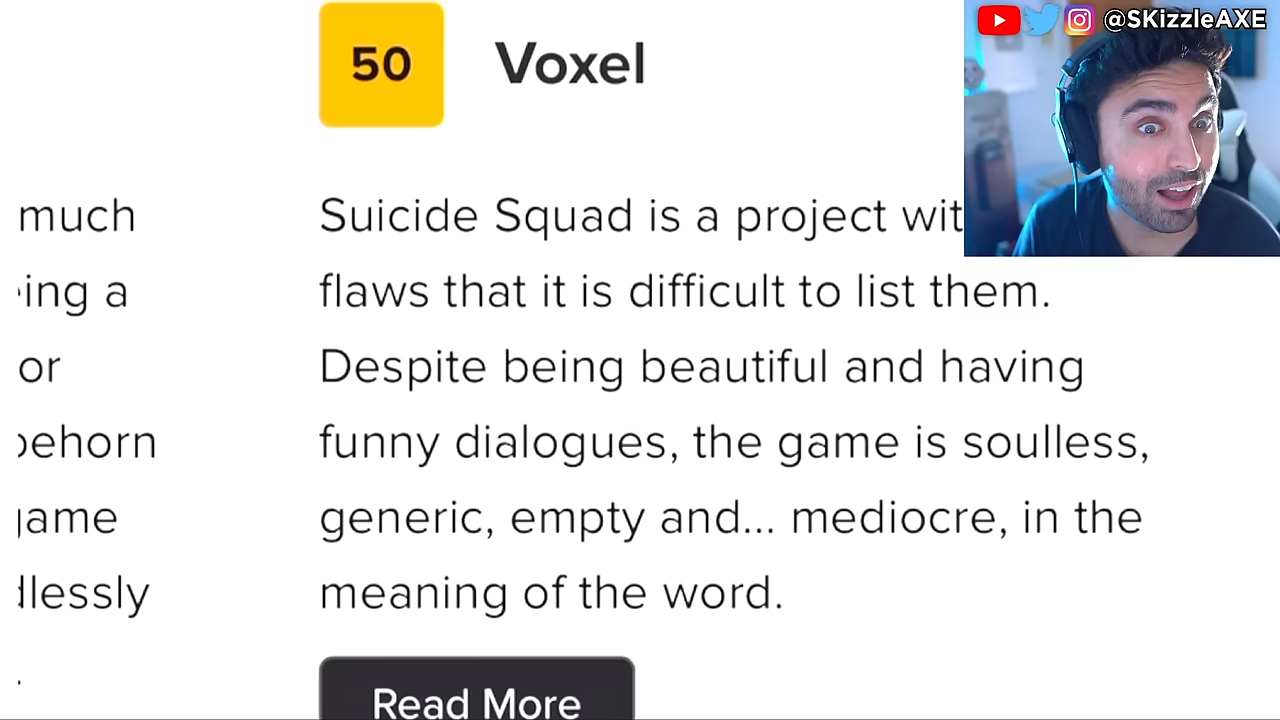 @SKizzleAXE
50 Voxel
much
ing a
or
ehorn
ame
lessly
Suicide Squad is a project wit
flaws that it is difficult to list them.
Despite being beautiful and having
funny dialogues, the game is soulless,
generic, empty and... mediocre, in the
meaning of the word.
Read More